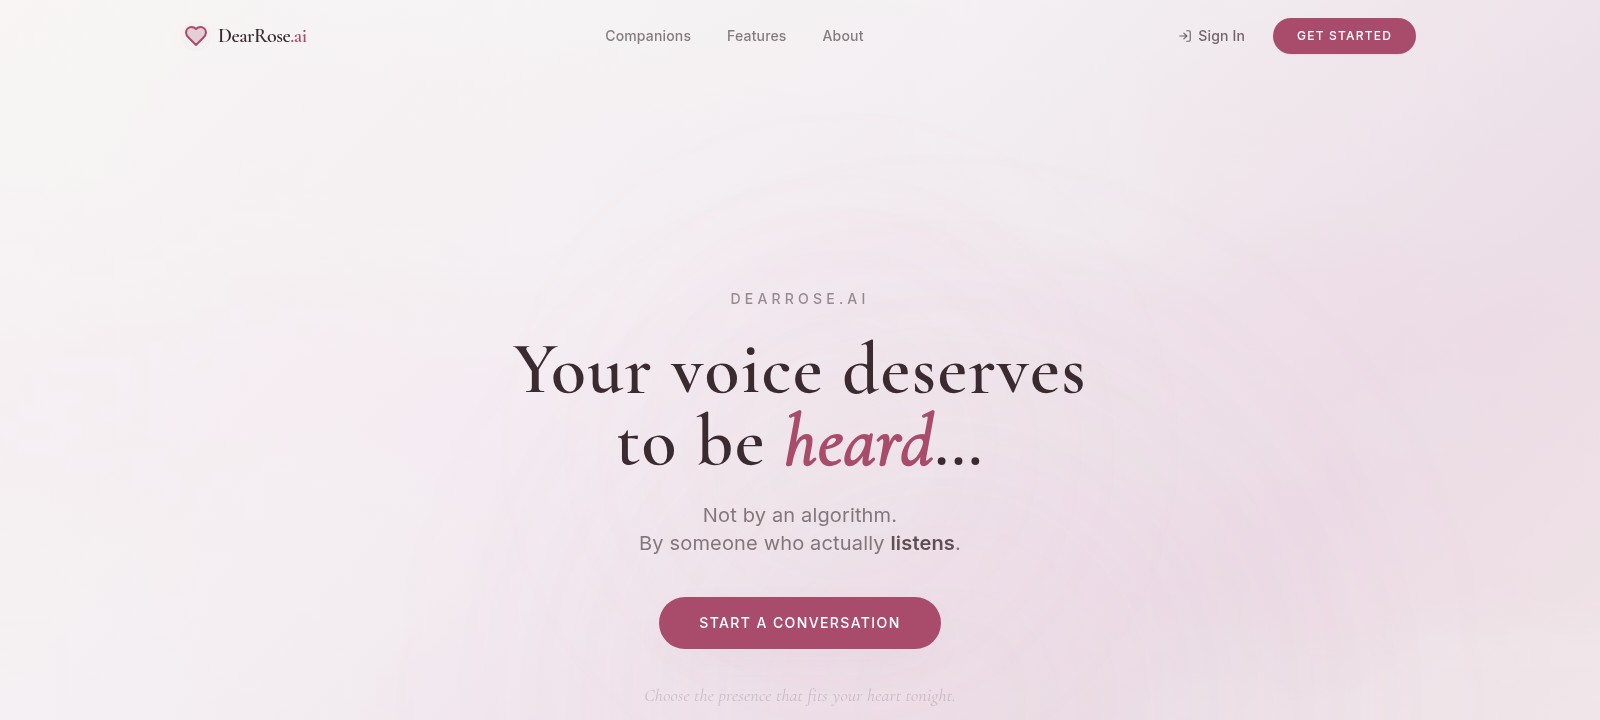 DearRose.ai
Companions
Features
About
Sign In
GET STARTED
DEARROSE.AI
Your voice deserves
to be heard...
Not by an algorithm.
By someone who actually listens.
START A CONVERSATION
Choose the presence that fits your heart tonight.